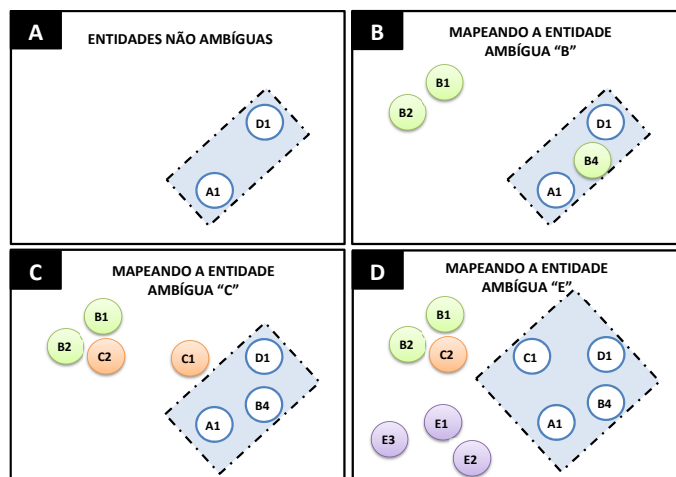 A
ENTIDADES NÃO AMBÍGUAS
D1
A1
B
MAPEANDO A ENTIDADE
AMBÍGUA “B”
B1
B2
D1
B4
A1
C
MAPEANDO A ENTIDADE
AMBÍGUA “C”
B1
B2
C2
C1
D1
B4
A1
D
MAPEANDO A ENTIDADE
AMBÍGUA “E”
B1
B2
C2
C1
D1
B4
A1
E1
E3
E2